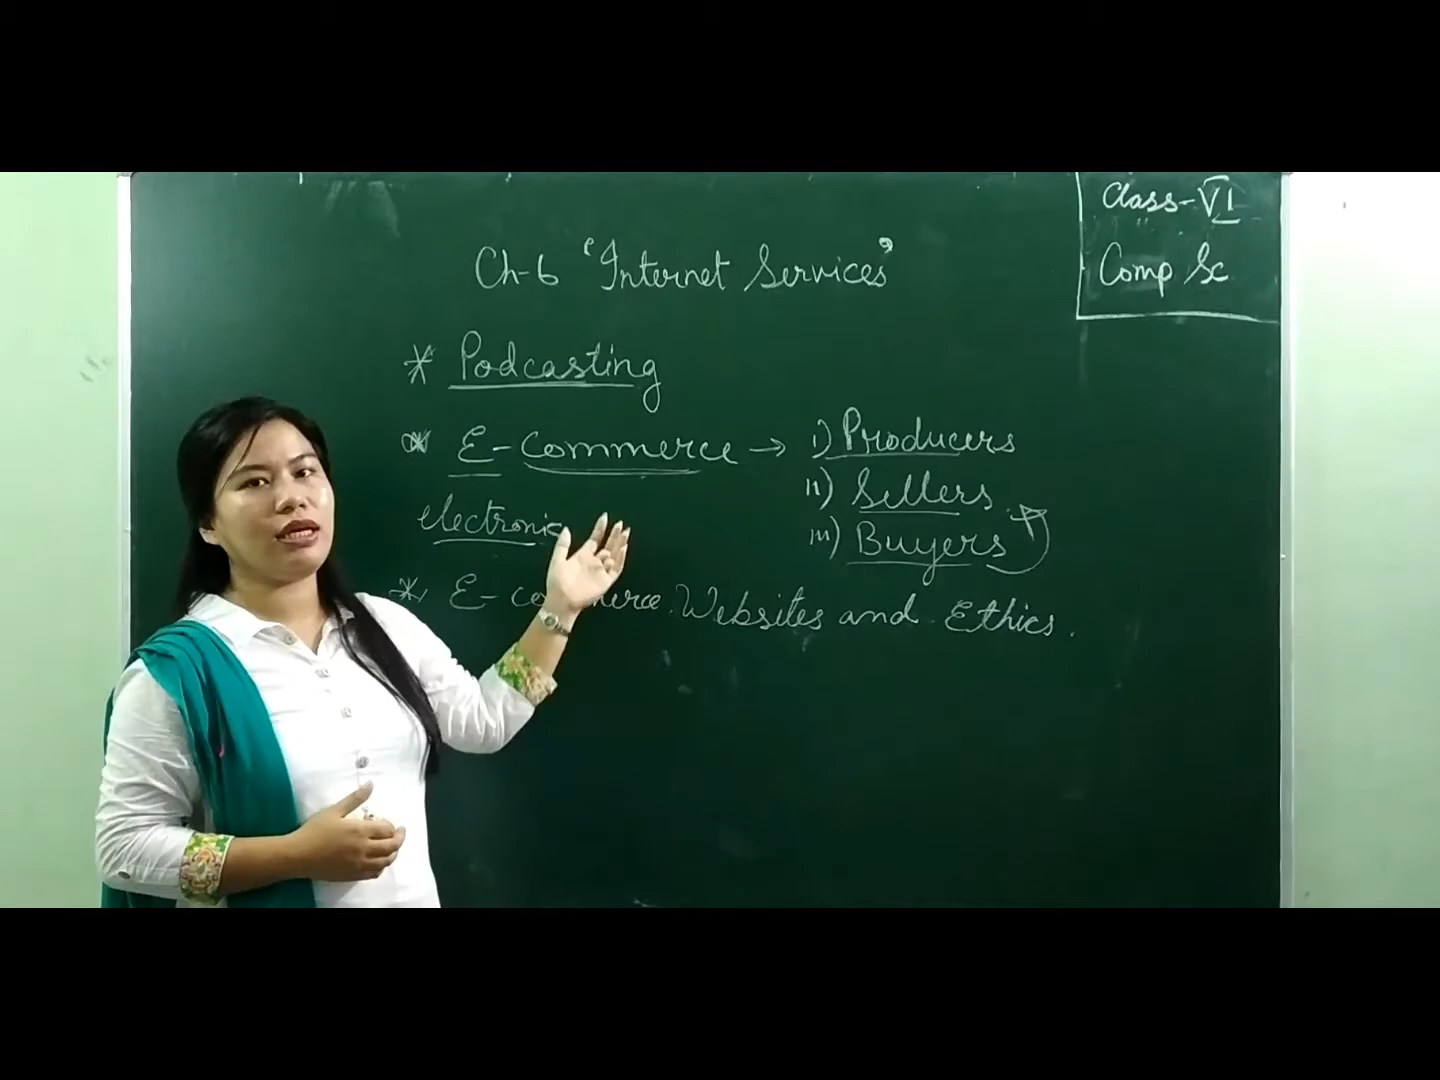 Class-VI
Comp Sc
Ch-6 "Internet Services"
* Podcasting
* E-commerce → i) Producers
ii) Sellers
electronic
iii) Buyers
* E-commerce Websites and Ethics.